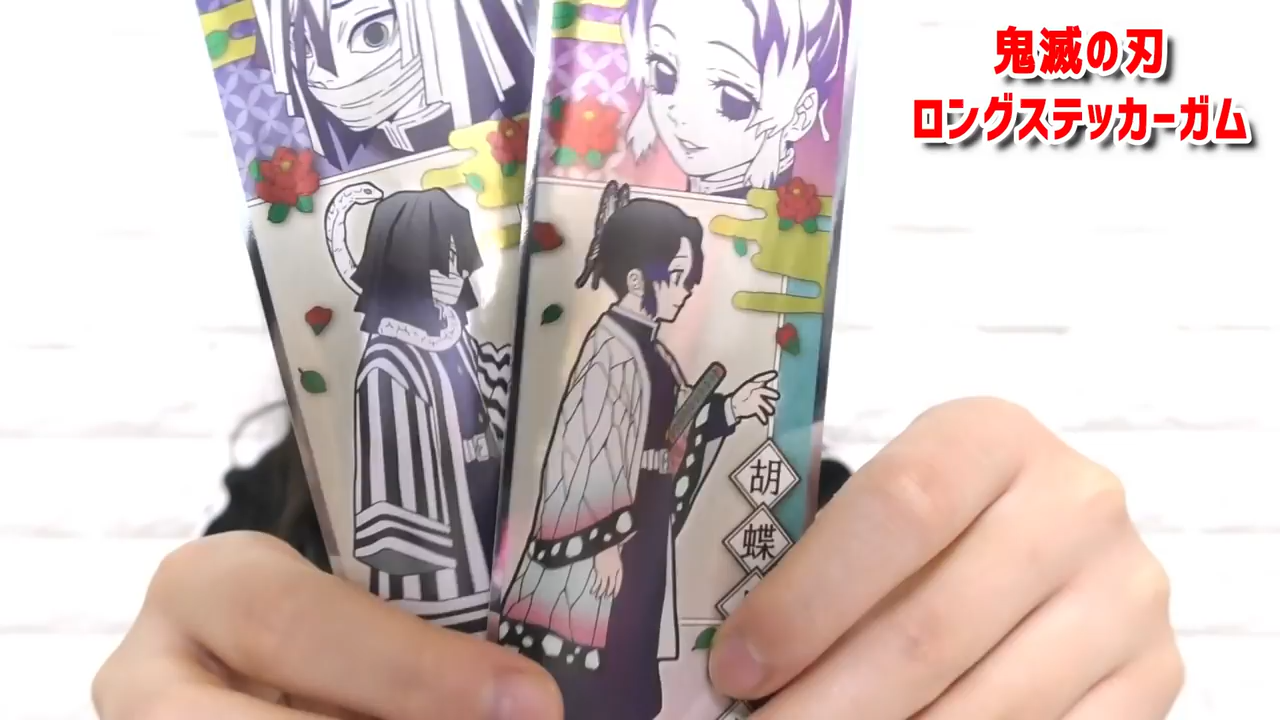 鬼滅の刃
ロングステッカーガム
胡
蝶